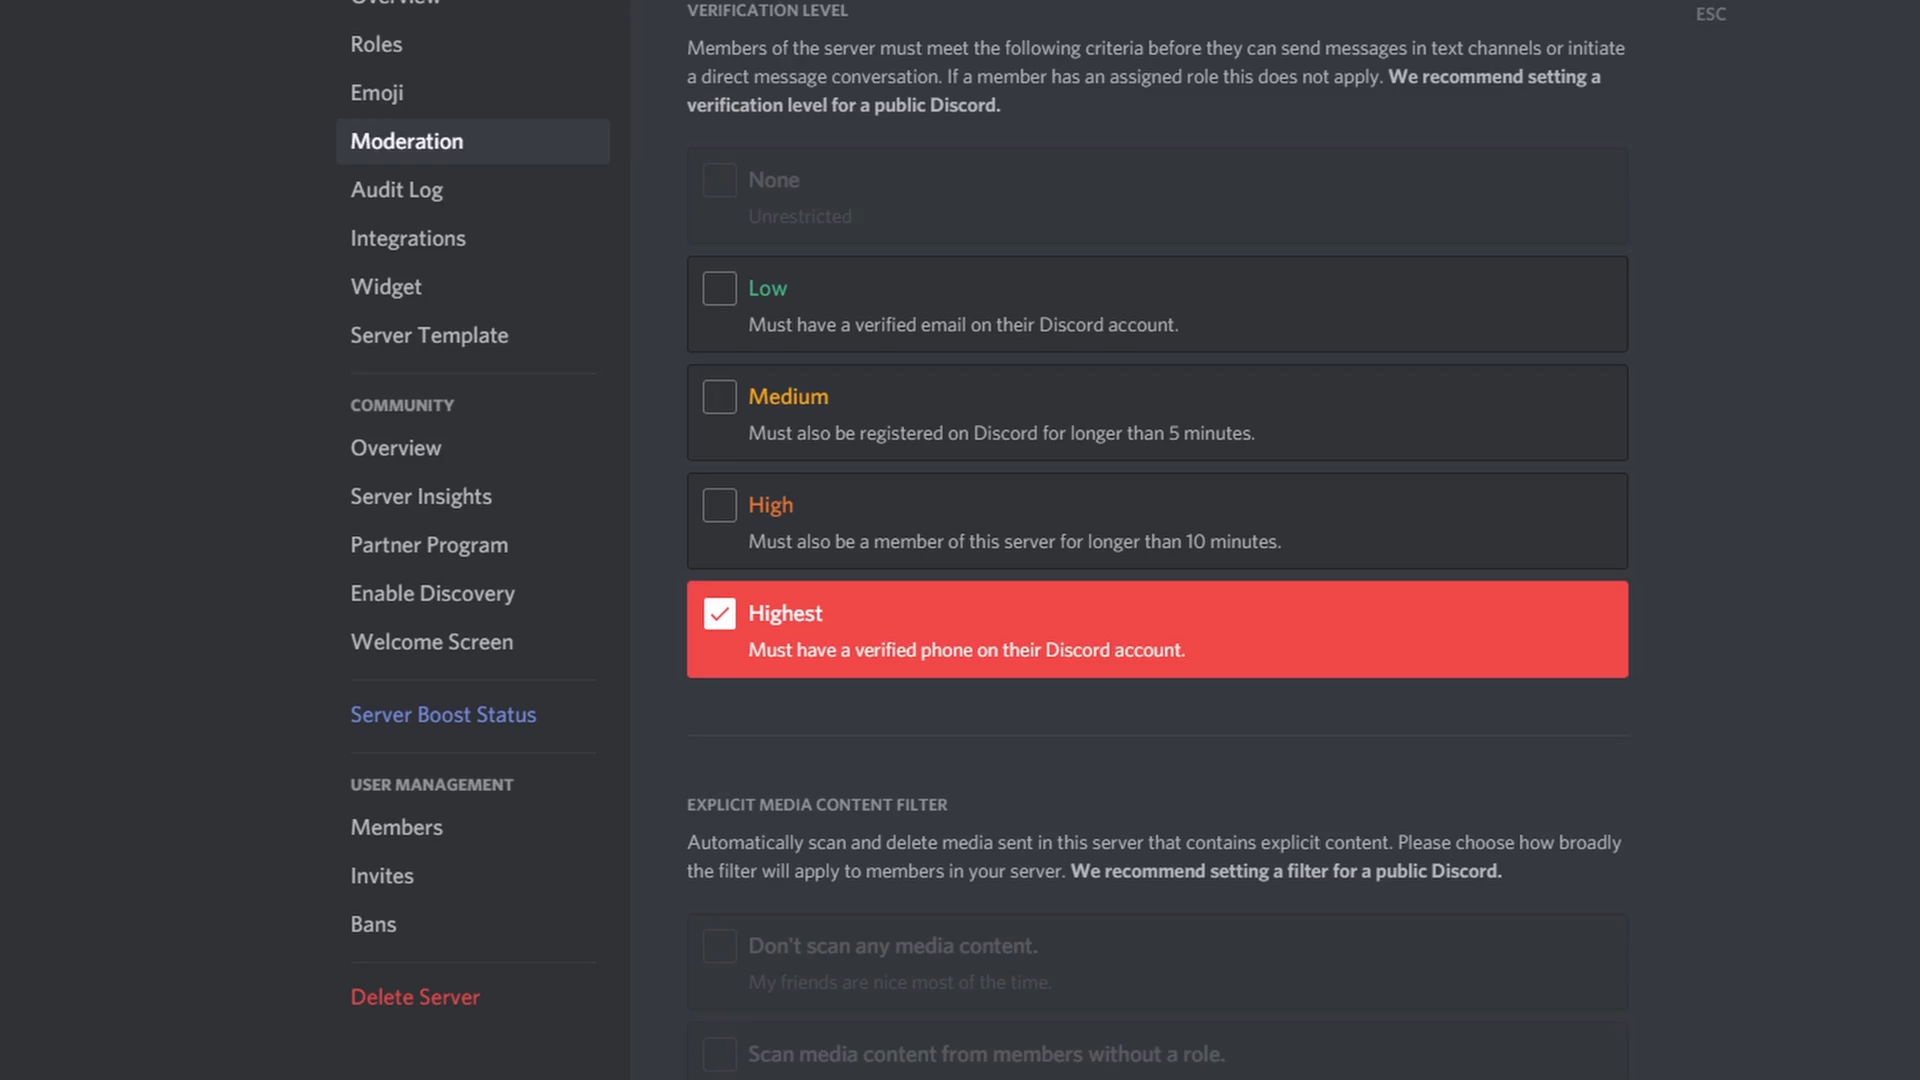 Overview
Roles
Emoji
Moderation
Audit Log
Integrations
Widget
Server Template
COMMUNITY
Overview
Server Insights
Partner Program
Enable Discovery
Welcome Screen
Server Boost Status
USER MANAGEMENT
Members
Invites
Bans
Delete Server
VERIFICATION LEVEL
Members of the server must meet the following criteria before they can send messages in text channels or initiate
a direct message conversation. If a member has an assigned role this does not apply. We recommend setting a
verification level for a public Discord.
None
Unrestricted
Low
Must have a verified email on their Discord account.
Medium
Must also be registered on Discord for longer than 5 minutes.
High
Must also be a member of this server for longer than 10 minutes.
Highest
Must have a verified phone on their Discord account.
EXPLICIT MEDIA CONTENT FILTER
Automatically scan and delete media sent in this server that contains explicit content. Please choose how broadly
the filter will apply to members in your server. We recommend setting a filter for a public Discord.
Don't scan any media content.
My friends are nice most of the time.
Scan media content from members without a role.
ESC